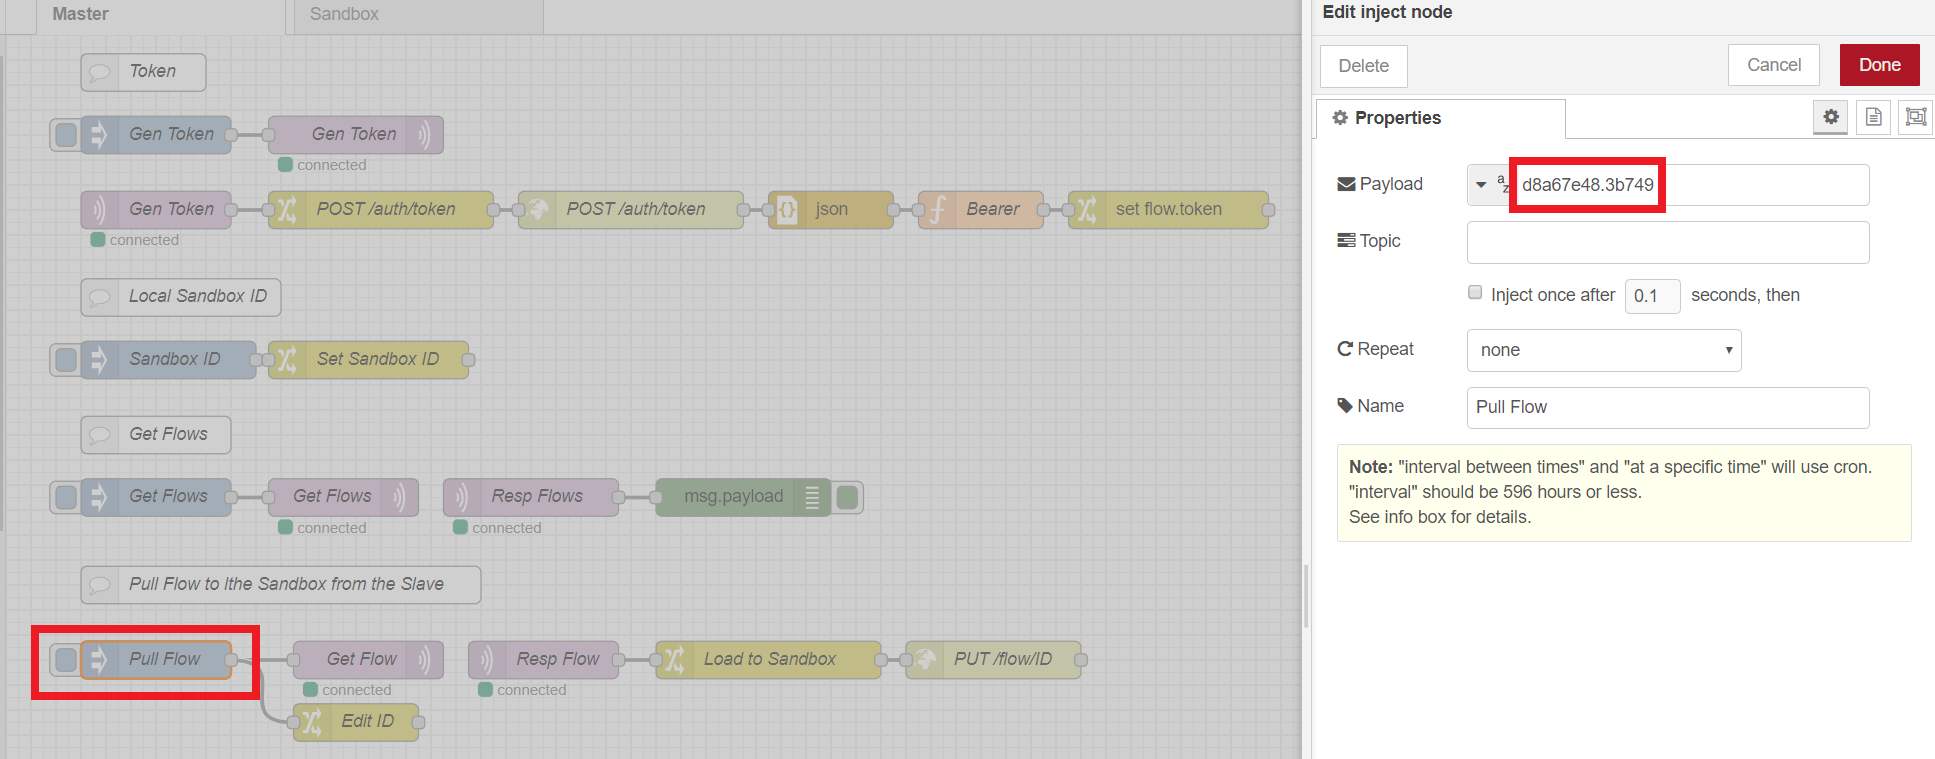 Master
Sandbox
Token
Gen Token
Gen Token
connected
Gen Token
POST /auth/token
POST /auth/token
json
Bearer
set flow.token
connected
Local Sandbox ID
Sandbox ID
Set Sandbox ID
Get Flows
Get Flows
Get Flows
Resp Flows
msg.payload
connected
connected
Pull Flow to lthe Sandbox from the Slave
Pull Flow
Get Flow
Resp Flow
Load to Sandbox
PUT /flow/ID
connected
connected
Edit ID
Edit inject node
Delete
Cancel
Done
Properties
Payload
az
d8a67e48.3b749
Topic
Inject once after 0.1 seconds, then
Repeat
none
Name
Pull Flow
Note: "interval between times" and "at a specific time" will use cron.
"interval" should be 596 hours or less.
See info box for details.